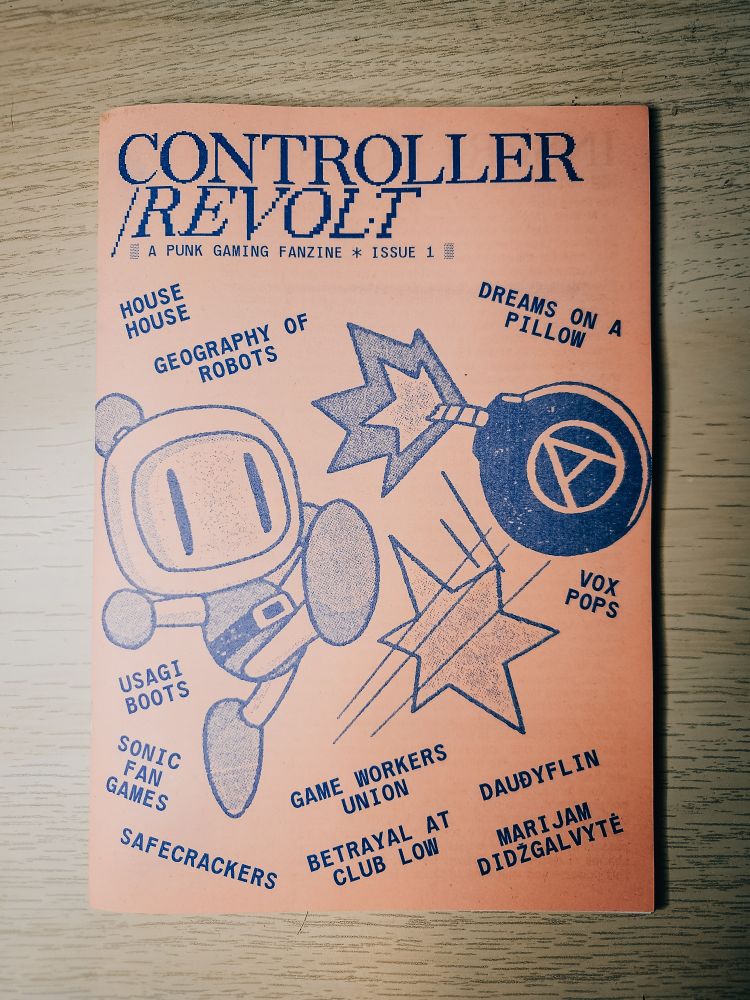 CONTROLLER
/REVOLT
A PUNK GAMING FANZINE * ISSUE 1
HOUSE
HOUSE
GEOGRAPHY OF
ROBOTS
DREAMS ON A
PILLOW
A
VOX
POPS
USAGI
BOOTS
SONIC
FAN
GAMES
SAFECRACKERS
GAME WORKERS
UNION
BETRAYAL AT
CLUB LOW
DAUÐYFLIN
MARIJAM
DIDŽGALVYTĖ